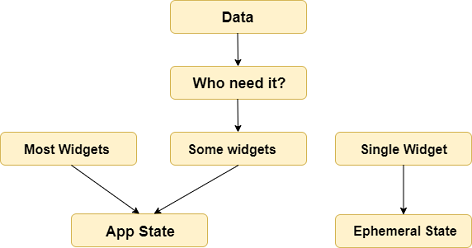 Data
Who need it?
Most Widgets
Some widgets
Single Widget
App State
Ephemeral State